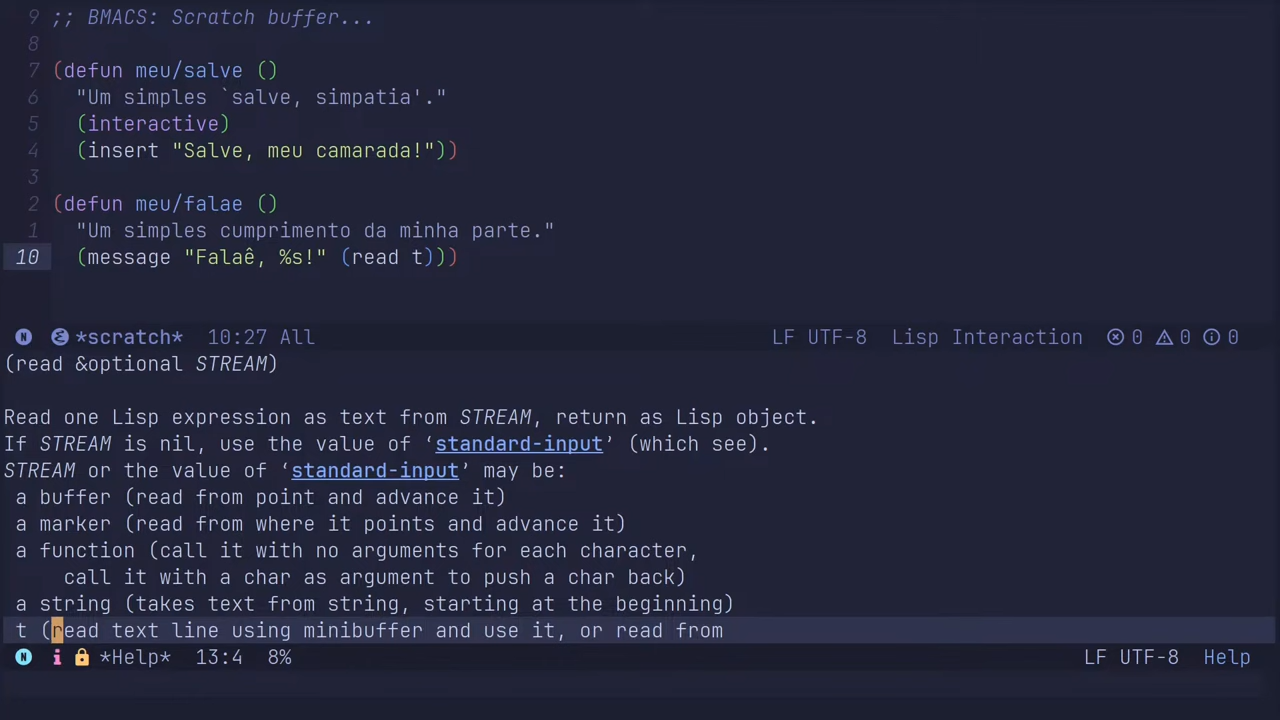 9 ;; BMACS: Scratch buffer...
8
7 (defun meu/salve ()
6 "Um simples `salve, simpatia'."
5 (interactive)
4 (insert "Salve, meu camarada!"))
3
2 (defun meu/falae ()
1 "Um simples cumprimento da minha parte."
10 (message "Falaê, %s!" (read t)))
N *scratch* 10:27 All LF UTF-8 Lisp Interaction 0 0 0
(read &optional STREAM)
Read one Lisp expression as text from STREAM, return as Lisp object.
If STREAM is nil, use the value of ‘standard-input’ (which see).
STREAM or the value of ‘standard-input’ may be:
a buffer (read from point and advance it)
a marker (read from where it points and advance it)
a function (call it with no arguments for each character,
call it with a char as argument to push a char back)
a string (takes text from string, starting at the beginning)
t (read text line using minibuffer and use it, or read from
N i *Help* 13:4 8% LF UTF-8 Help